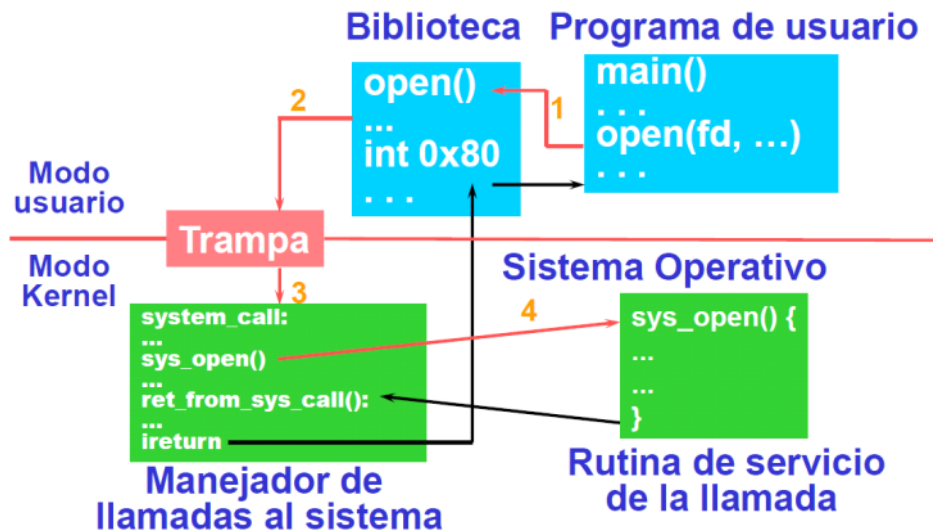 Biblioteca
Programa de usuario
open()
...
int 0x80
. . .
main()
. . .
open(fd, ...)
. . .
1
2
Modo
usuario
Trampa
Modo
Kernel
3
Sistema Operativo
system_call:
...
sys_open()
...
ret_from_sys_call():
...
ireturn
4
sys_open() {
...
...
}
Manejador de
llamadas al sistema
Rutina de servicio
de la llamada